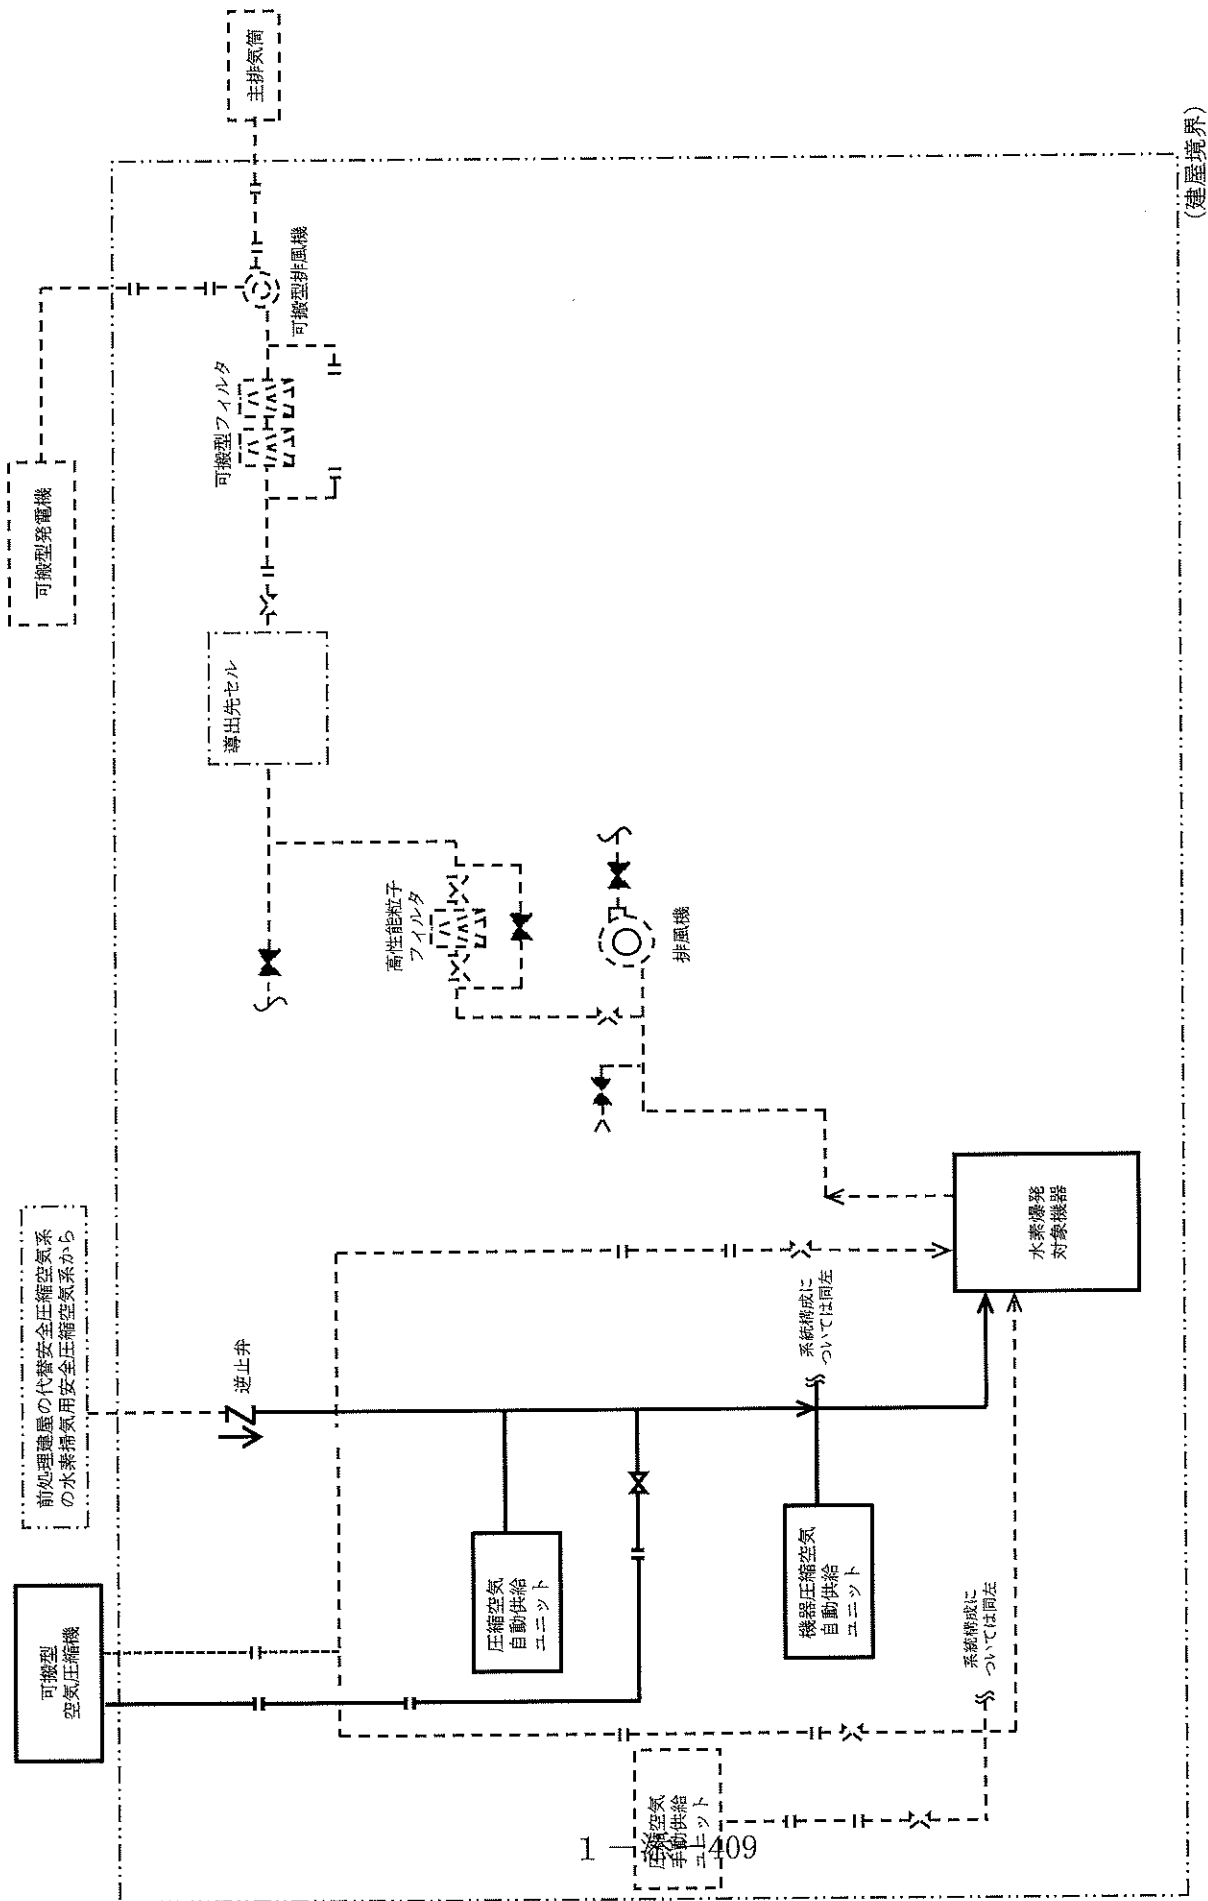 主排気筒
(建屋境界)
可搬型排風機
可搬型フィルタ
可搬型発電機
導出先セル
高性能粒子
フィルタ
排風機
前処理建屋の代替安全圧縮空気系
の水素掃気用安全圧縮空気系から
逆止弁
水素爆発
対象機器
系統構成に
ついては同左
可搬型
空気圧縮機
圧縮空気
自動供給
ユニット
機器圧縮空気
自動供給
ユニット
系統構成に
ついては同左
圧縮空気
手動供給
ユニット
409